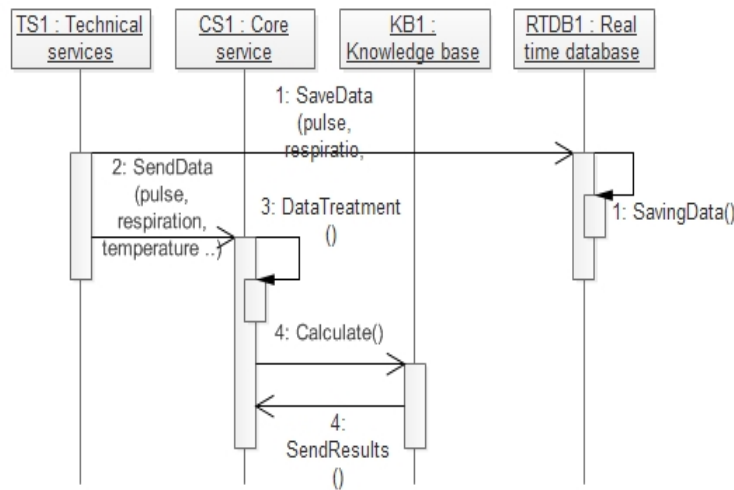 TS1 : Technical
services
CS1 : Core
service
KB1 :
Knowledge base
RTDB1 : Real
time database
1: SaveData
(pulse,
respiratio,
2: SendData
(pulse,
respiration,
temperature ..)
3: DataTreatment
()
1: SavingData()
4: Calculate()
4:
SendResults
()